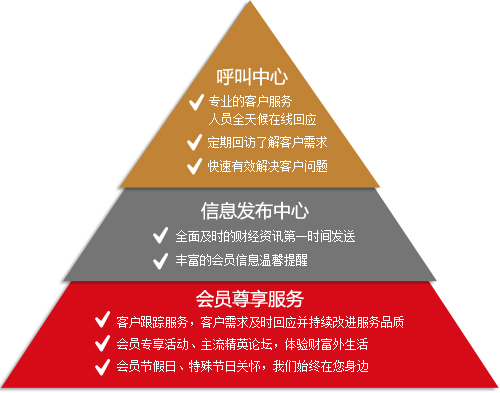 呼叫中心
专业的客户服务
人员全天候在线回应
定期回访了解客户需求
快速有效解决客户问题
信息发布中心
全面及时的财经资讯第一时间发送
丰富的会员信息温馨提醒
会员尊享服务
客户跟踪服务，客户需求及时回应并持续改进服务品质
会员专享活动、主流精英论坛，体验财富外生活
会员节假日、特殊节日关怀，我们始终在您身边